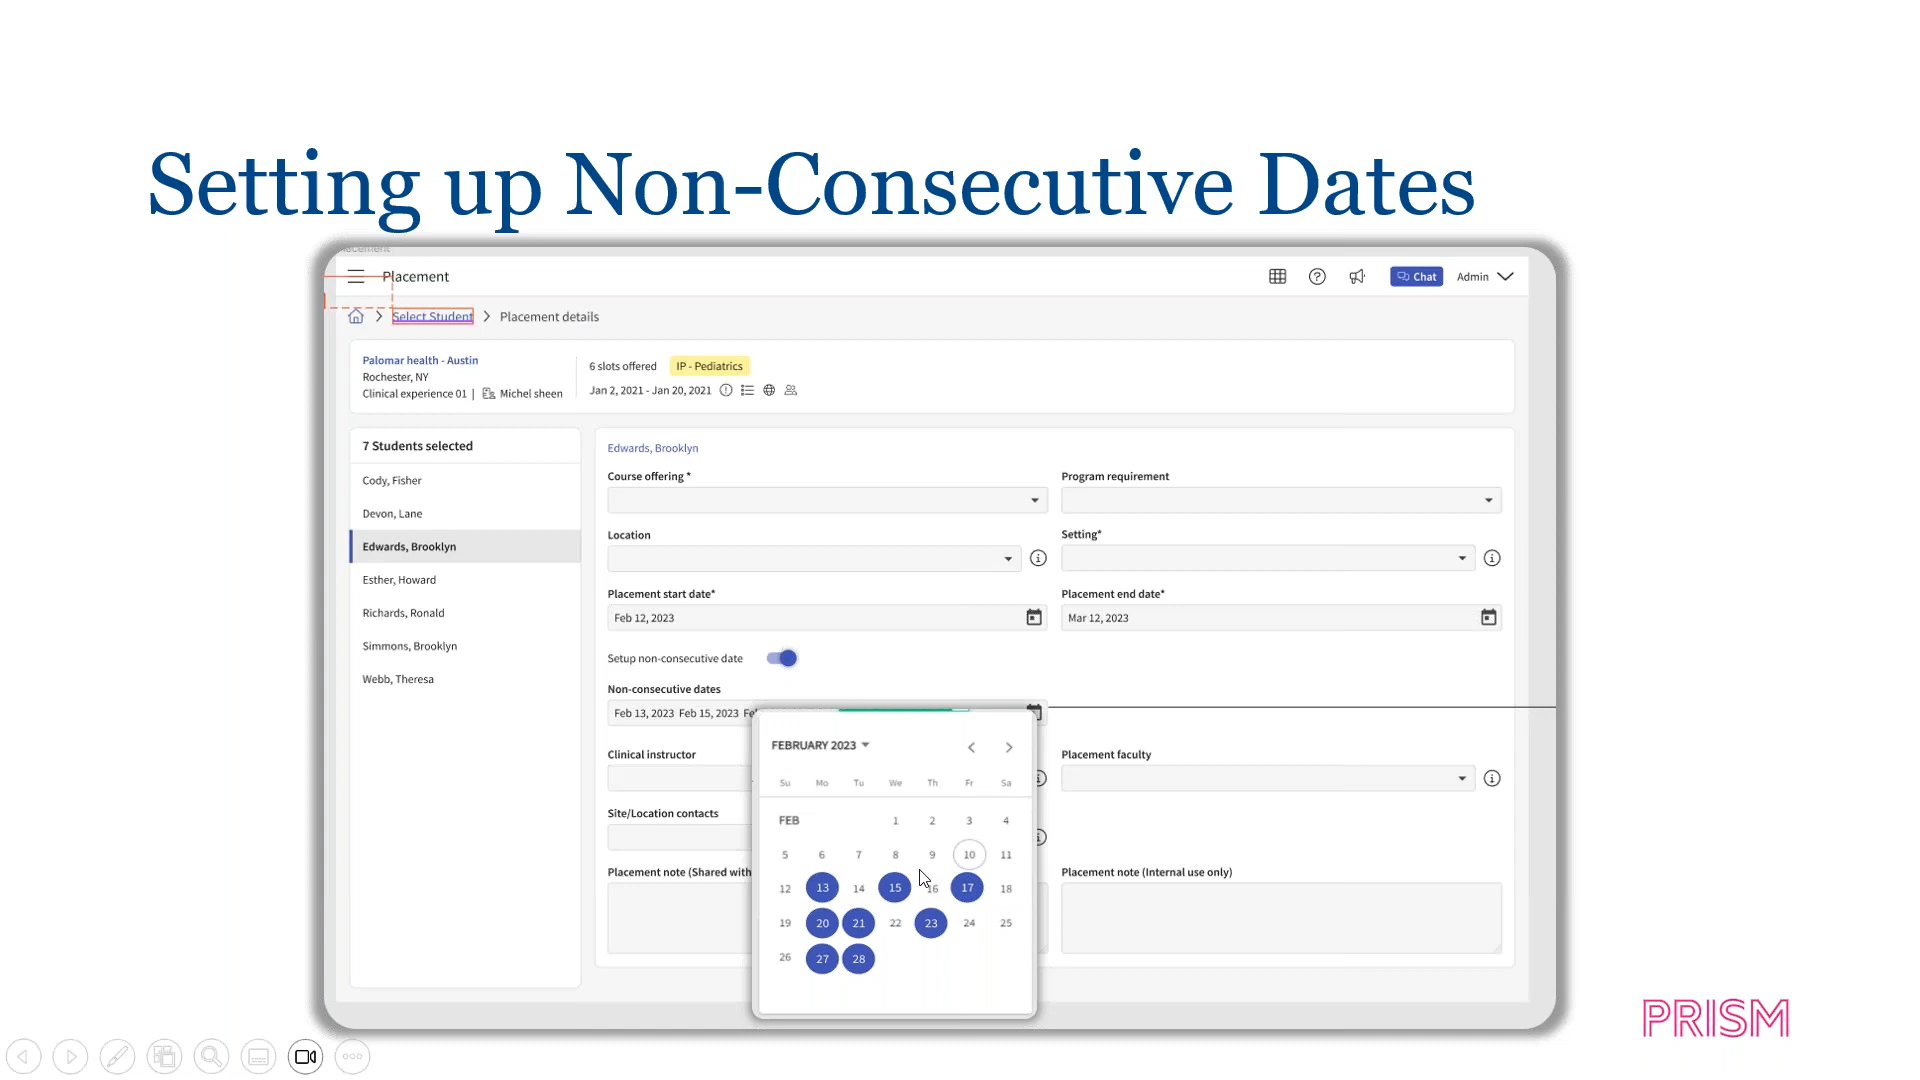 Setting up Non-Consecutive Dates
Placement
Chat
Admin
Select Student
Placement details
Palomar health - Austin
Rochester, NY
Clinical experience 01 | Michel sheen
6 slots offered
IP - Pediatrics
Jan 2, 2021 - Jan 20, 2021
7 Students selected
Cody, Fisher
Devon, Lane
Edwards, Brooklyn
Esther, Howard
Richards, Ronald
Simmons, Brooklyn
Webb, Theresa
Edwards, Brooklyn
Course offering *
Program requirement
Location
Setting*
Placement start date*
Placement end date*
Feb 12, 2023
Mar 12, 2023
Setup non-consecutive date
Non-consecutive dates
Feb 13, 2023 Feb 15, 2023
Clinical instructor
Placement faculty
Site/Location contacts
Placement note (Shared with
Placement note (Internal use only)
FEBRUARY 2023
Su Mo Tu We Th Fr Sa
FEB 1 2 3 4
5 6 7 8 9 10 11
12 13 14 15 16 17 18
19 20 21 22 23 24 25
26 27 28
PRISM